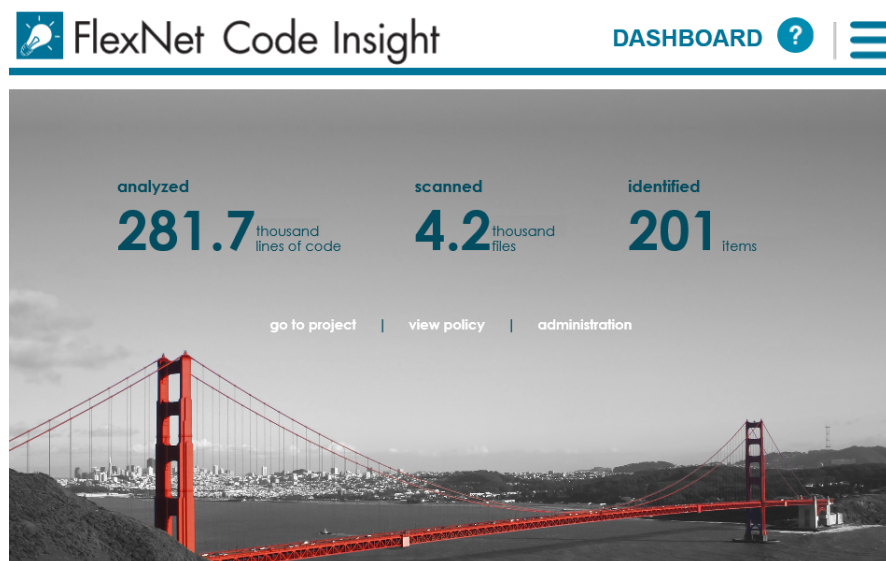 FlexNet Code Insight
DASHBOARD ?
analyzed
281.7 thousand
lines of code
scanned
4.2 thousand
files
identified
201 items
go to project | view policy | administration